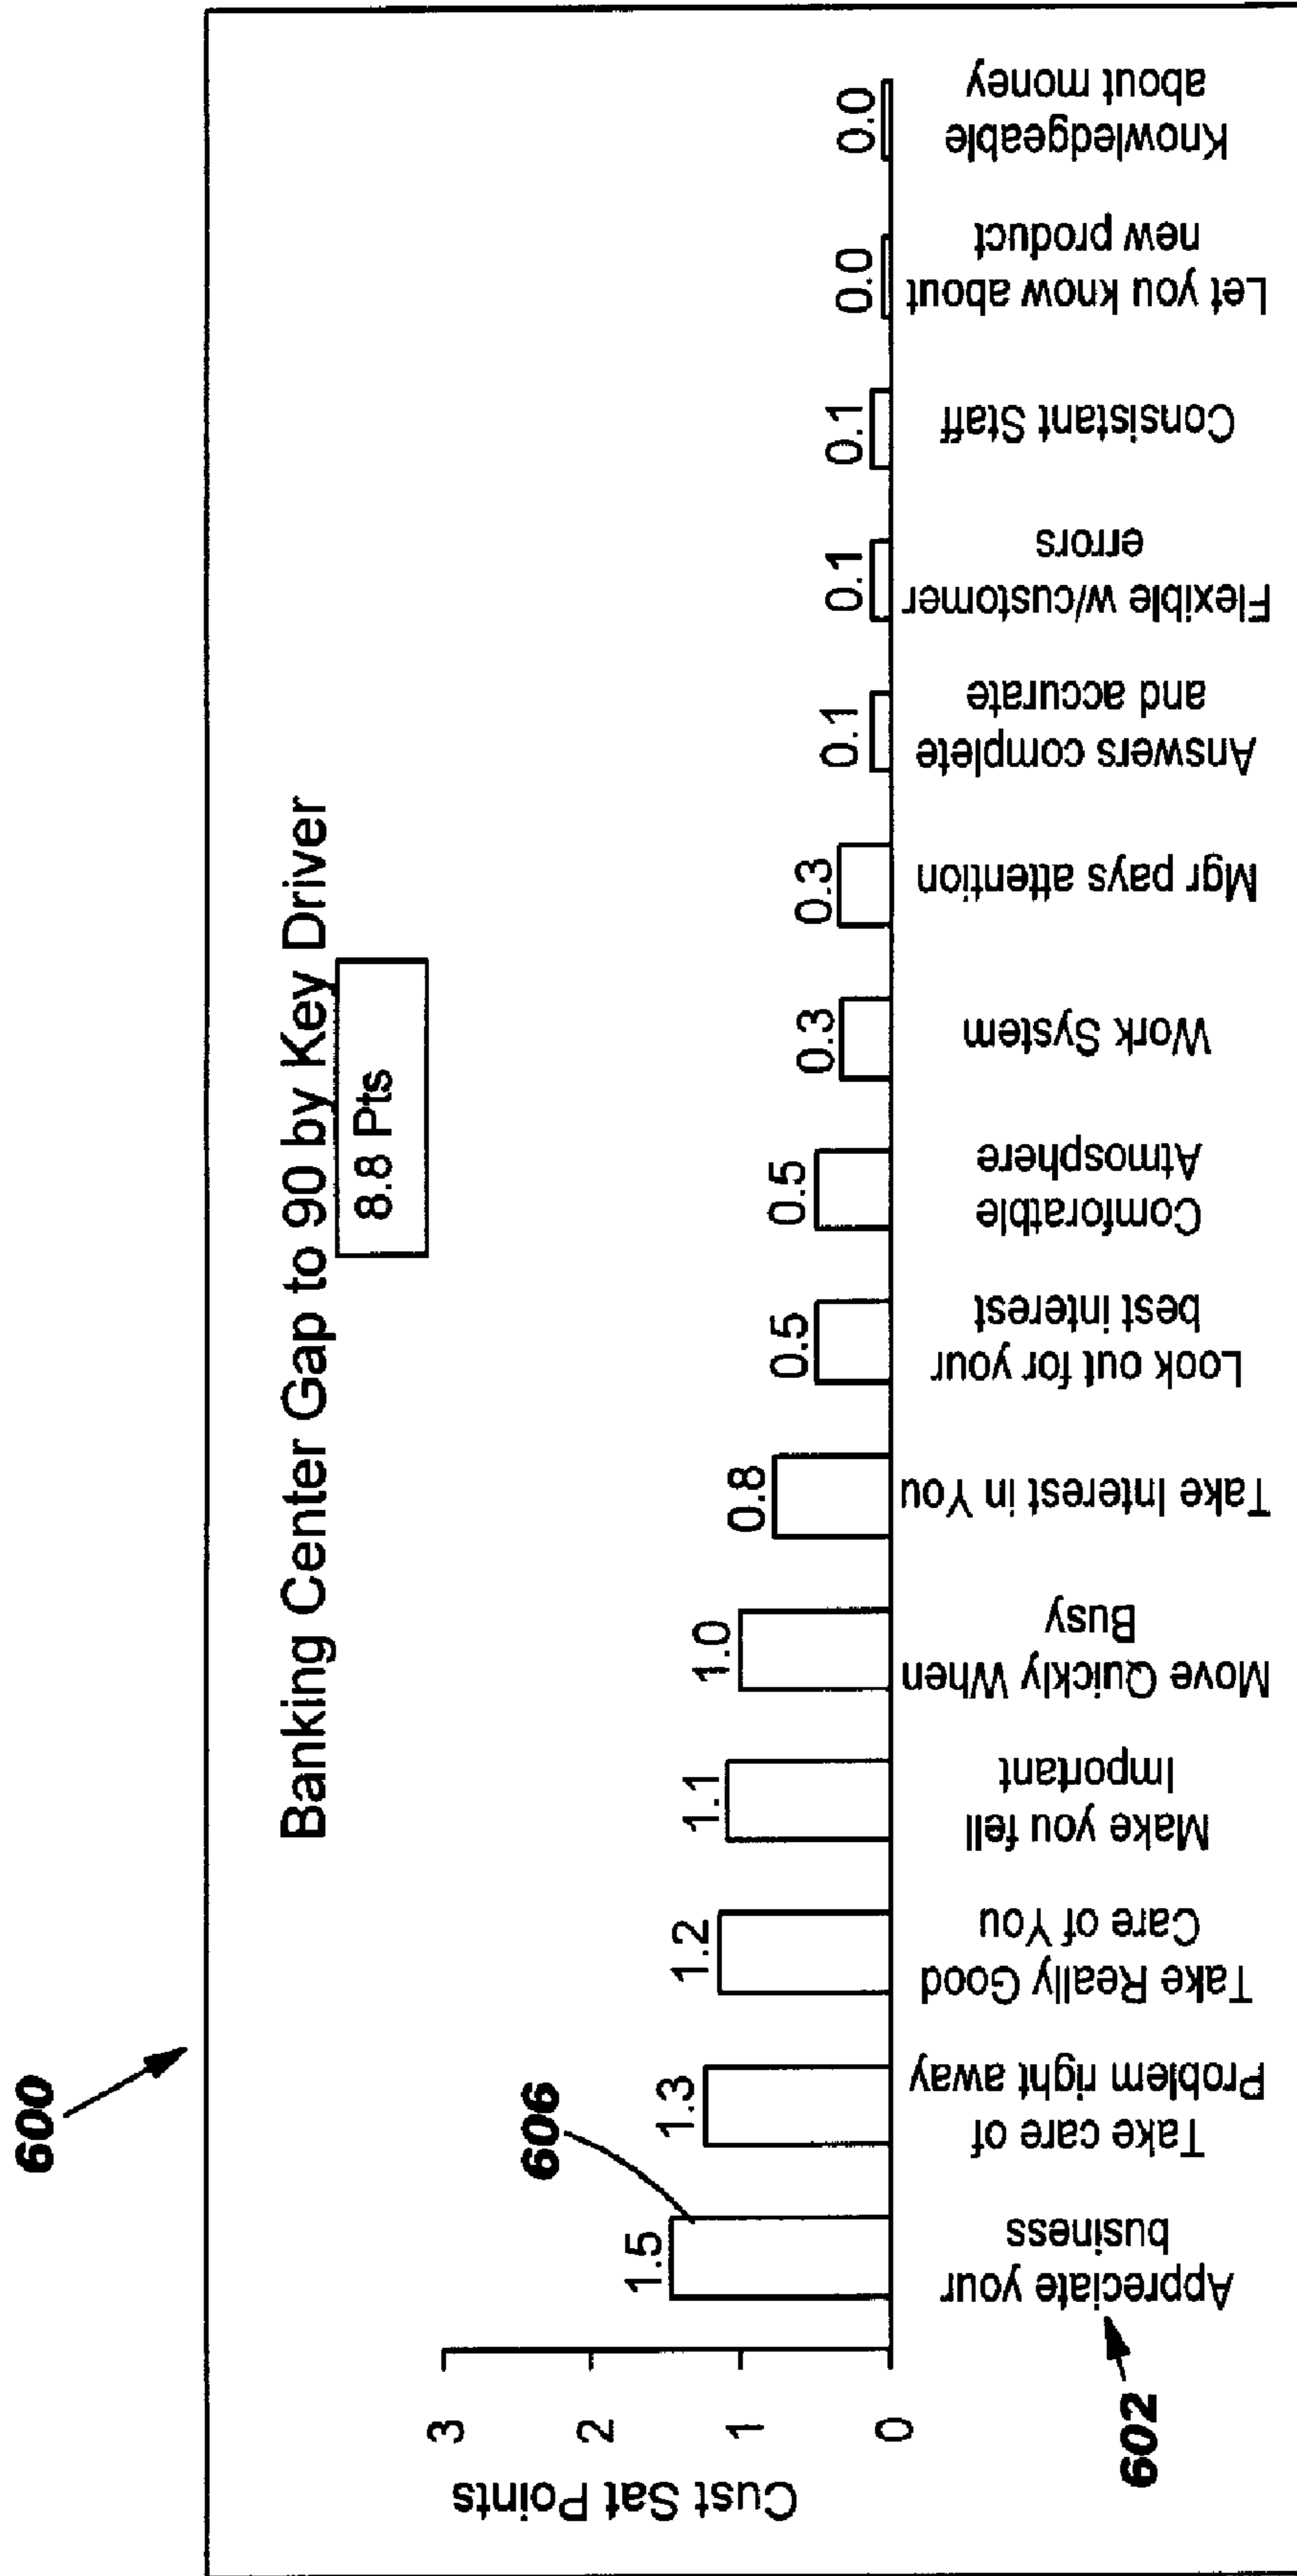 600
Banking Center Gap to 90 by Key Driver
8.8 Pts
Cust Sat Points
3
2
1
0
606
1.5
1.3
1.2
1.1
1.0
0.8
0.5
0.5
0.3
0.3
0.1
0.1
0.1
0.0
0.0
602
Appreciate your
business
Take care of
Problem right away
Take Really Good
Care of You
Make you fell
Important
Move Quickly When
Busy
Take Interest in You
Look out for your
best interest
Comforatble
Atmosphere
Work System
Mgr pays attention
Answers complete
and accurate
Flexible w/customer
errors
Consistant Staff
Let you know about
new product
Knowledgeable
about money